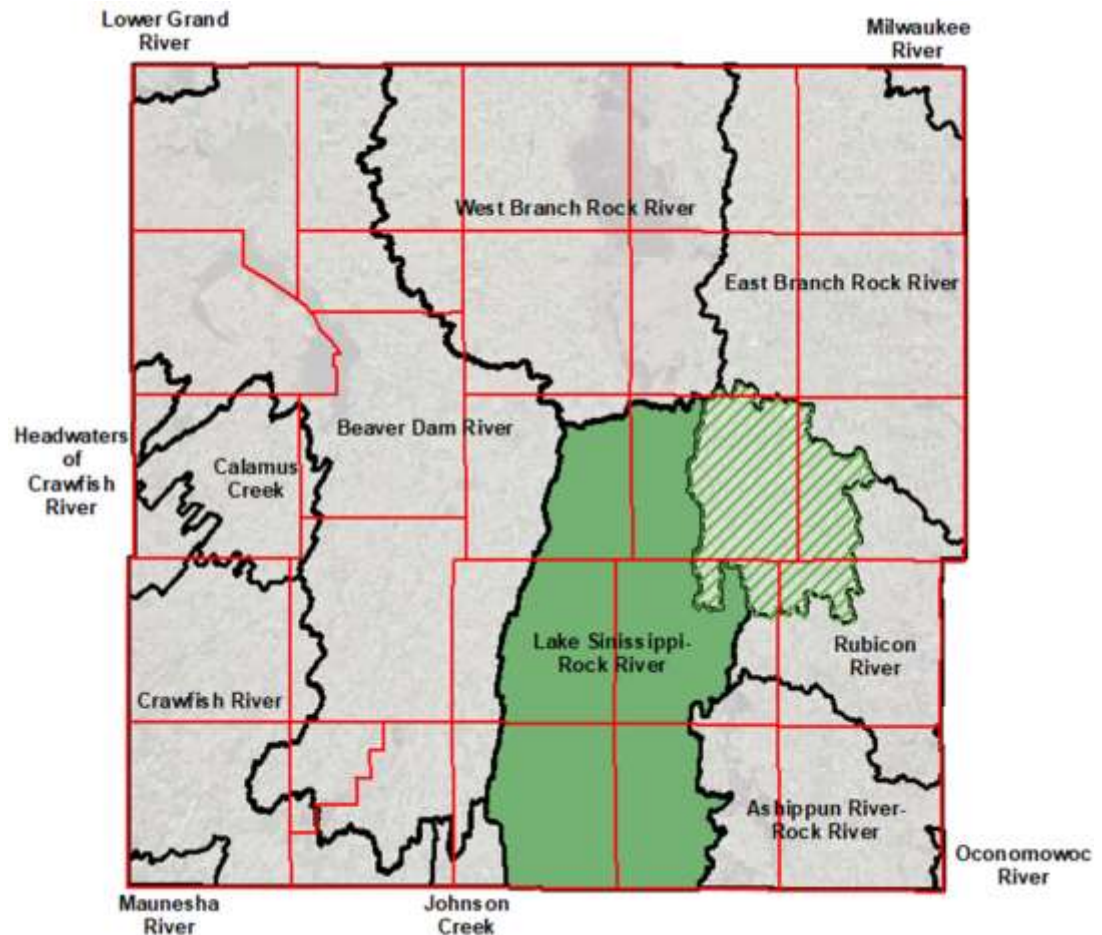 Lower Grand
River
Milwaukee
River
West Branch Rock River
East Branch Rock River
Beaver Dam River
Headwaters
of
Crawfish
River
Calamus
Creek
Lake Sinissippi-
Rock River
Rubicon
River
Crawfish River
Ashippun River-
Rock River
Oconomowoc
River
Maunesha
River
Johnson
Creek